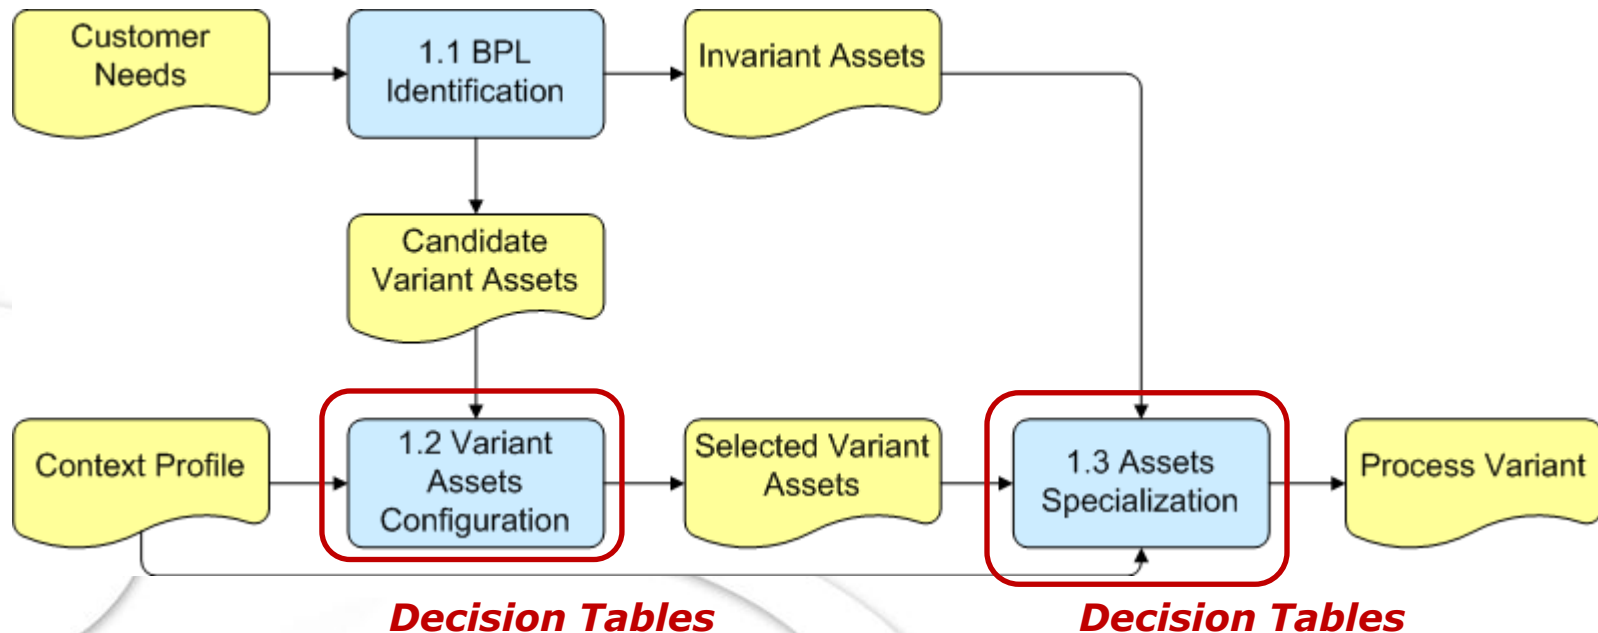 Customer
Needs
1.1 BPL
Identification
Invariant Assets
Candidate
Variant Assets
Context Profile
1.2 Variant
Assets
Configuration
Selected Variant
Assets
1.3 Assets
Specialization
Process Variant
Decision Tables
Decision Tables